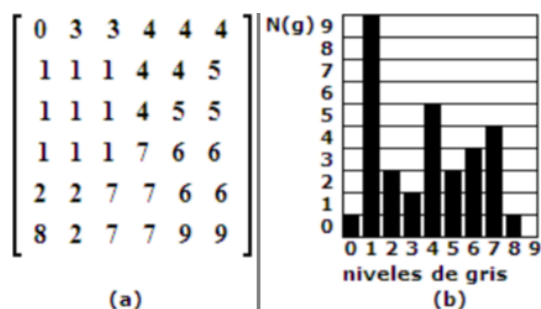 0 3 3 4 4 4
1 1 1 4 4 5
1 1 1 4 5 5
1 1 1 7 6 6
2 2 7 7 6 6
8 2 7 7 9 9
(a)
N(g)
9
8
7
6
5
4
3
2
1
0
0 1 2 3 4 5 6 7 8 9
niveles de gris
(b)